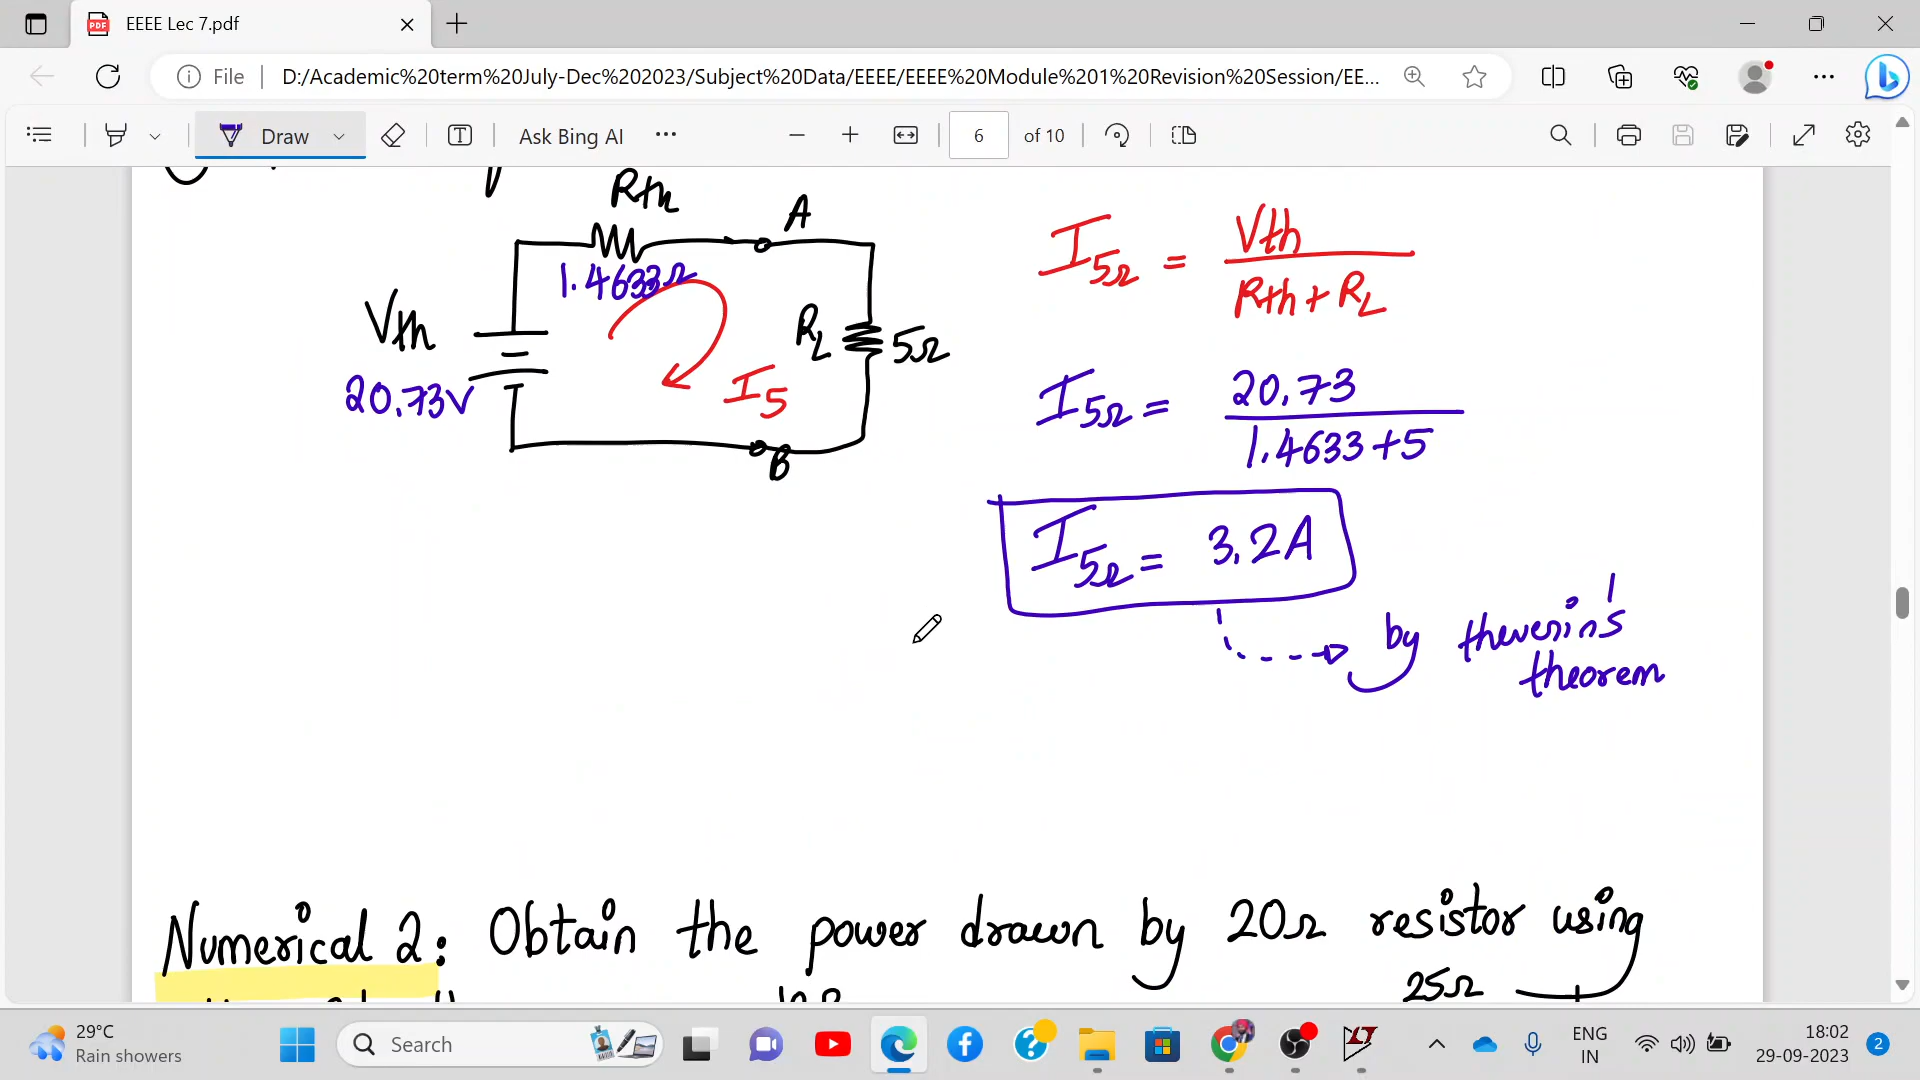 EEEE Lec 7.pdf
File
D:/Academic%20term%20July-Dec%202023/Subject%20Data/EEEE/EEEE%20Module%201%20Revision%20Session/EE...
Draw
Ask Bing AI
6 of 10
Rth
A
1.4633Ω
Vth
20.73V
RL
5Ω
I5
B
I5Ω = Vth
Rth + RL
I5Ω = 20.73
1.4633+5
I5Ω = 3.2A
by thevenin's
theorem
Numerical 2: Obtain the power drawn by 20Ω resistor using
25Ω
29°C
Rain showers
Search
ENG
IN
18:02
29-09-2023
2